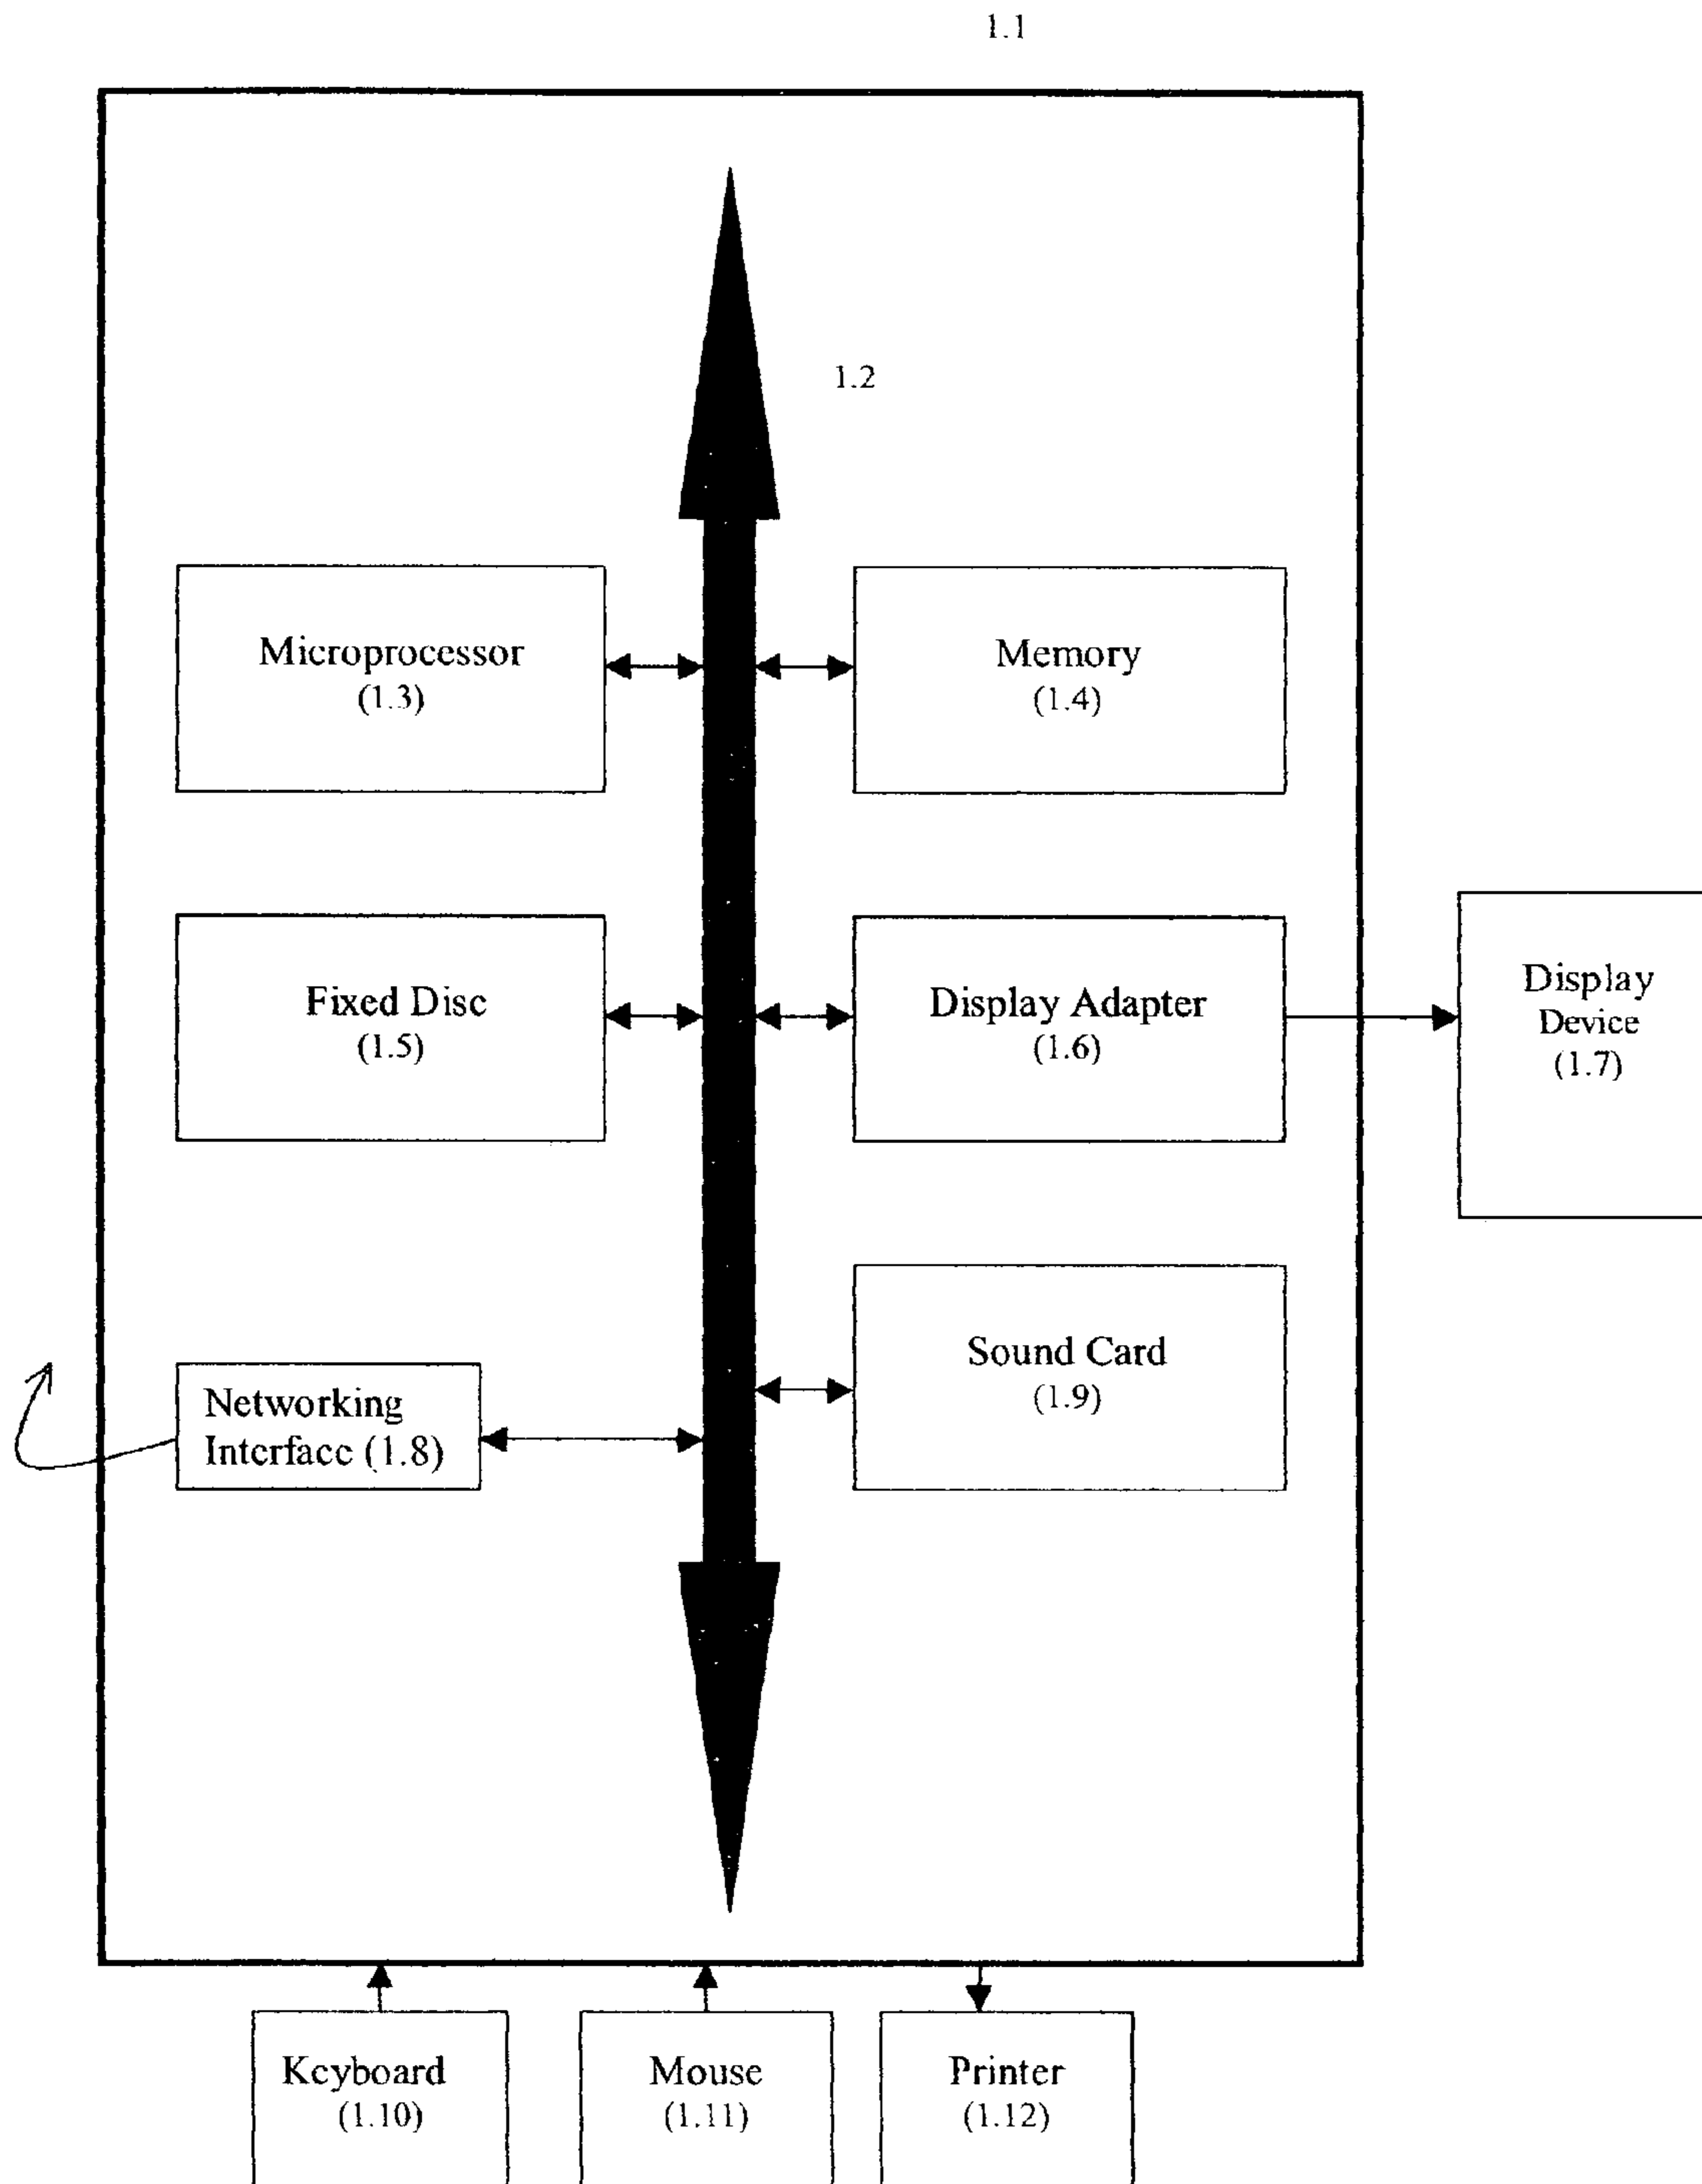 1.1
1.2
Microprocessor
(1.3)
Memory
(1.4)
Fixed Disc
(1.5)
Display Adapter
(1.6)
Display
Device
(1.7)
Networking
Interface (1.8)
Sound Card
(1.9)
Keyboard
(1.10)
Mouse
(1.11)
Printer
(1.12)